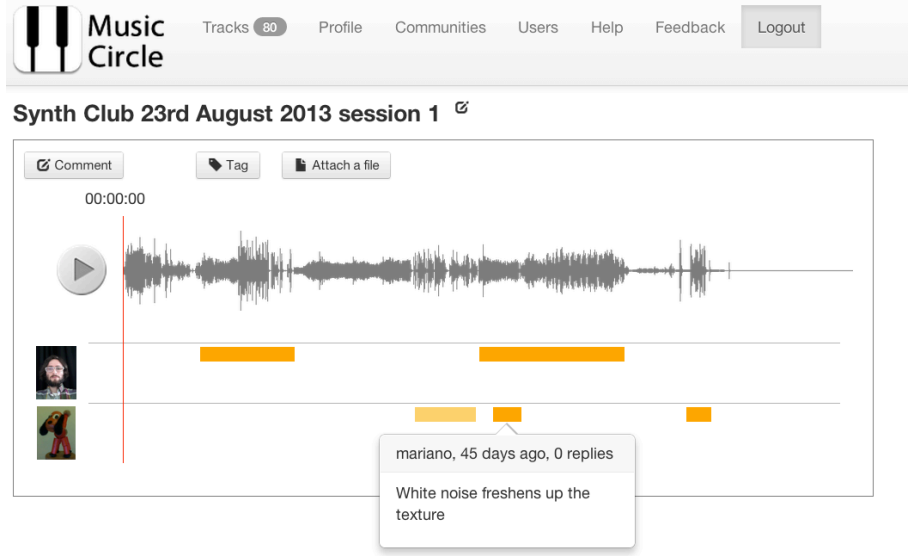 Music
Circle
Tracks 80 Profile Communities Users Help Feedback Logout
Synth Club 23rd August 2013 session 1
Comment Tag Attach a file
00:00:00
mariano, 45 days ago, 0 replies
White noise freshens up the
texture